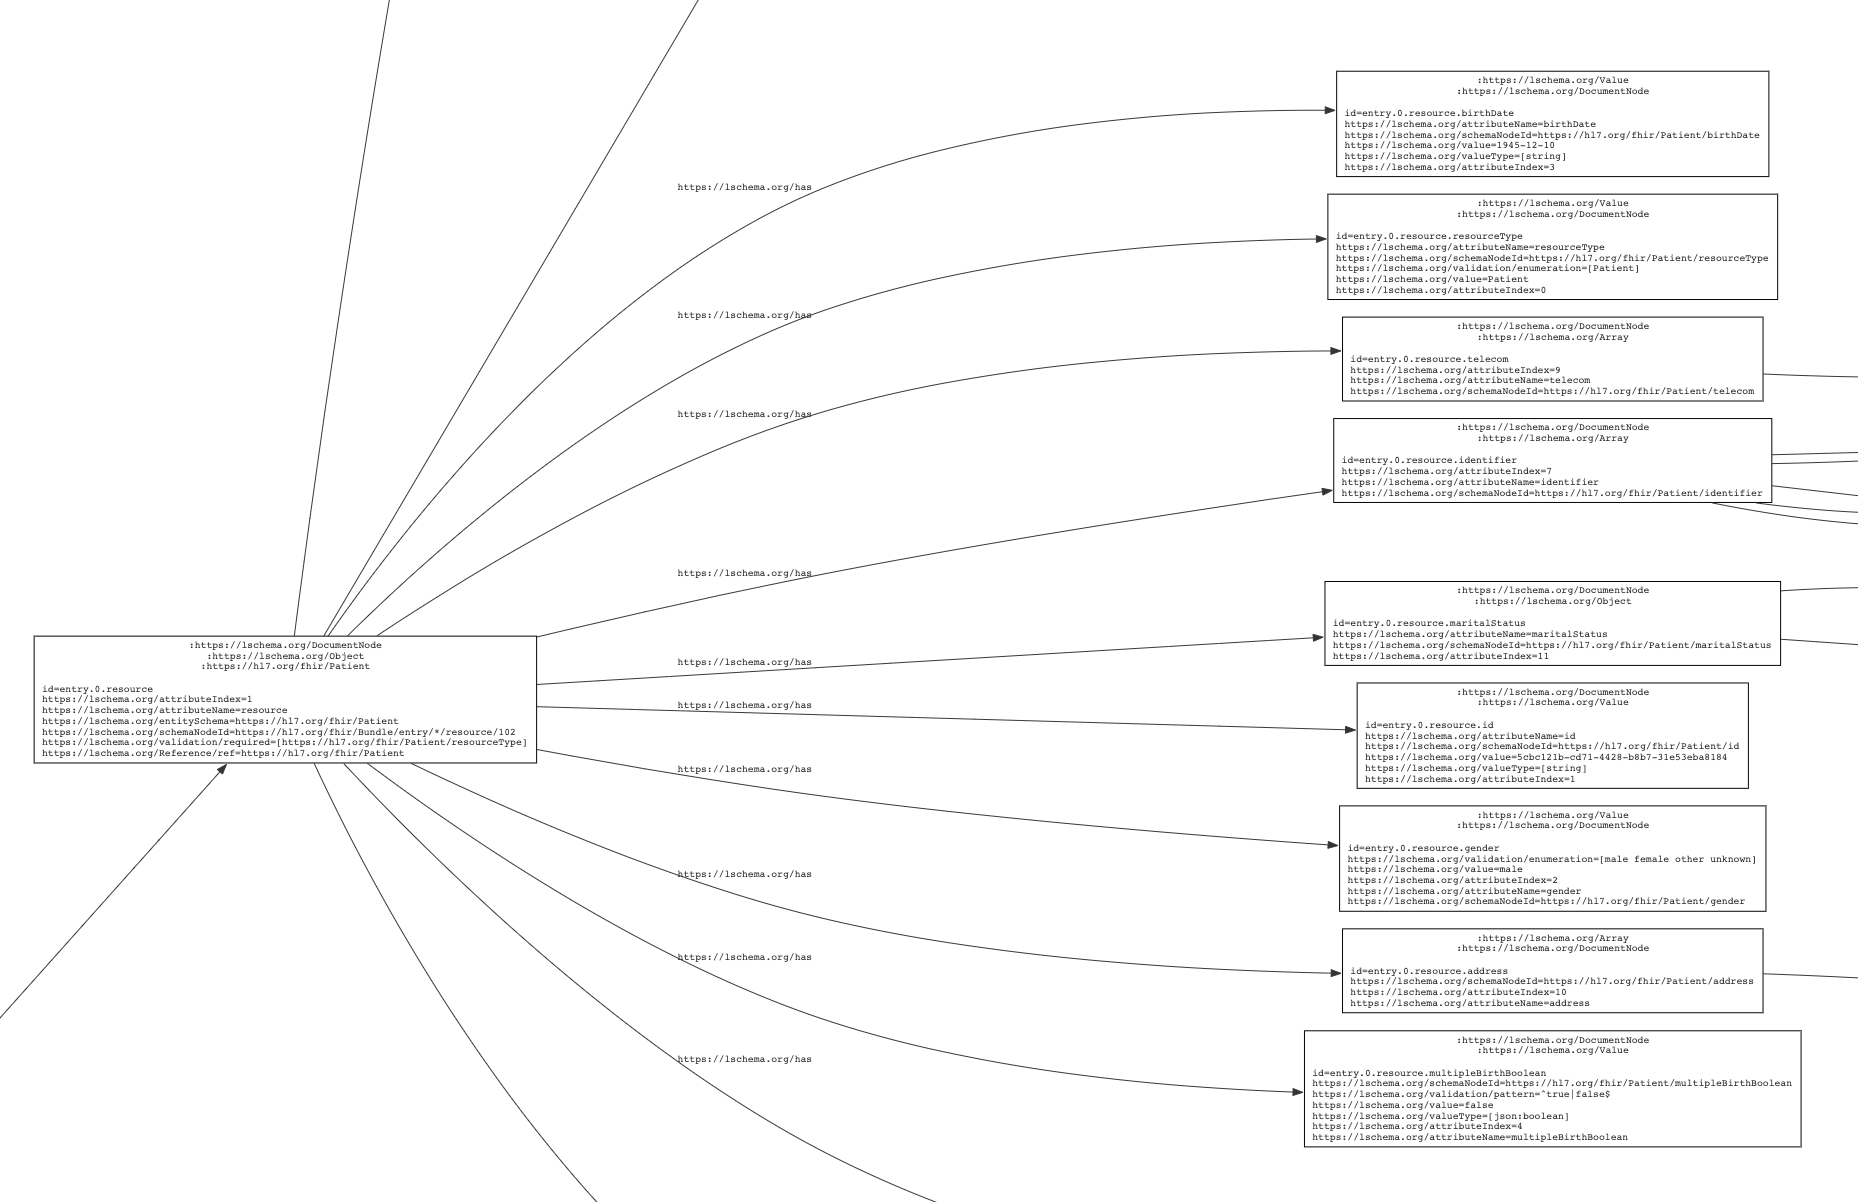 :https://lschema.org/Value
:https://lschema.org/DocumentNode
id=entry.0.resource.birthDate
https://lschema.org/attributeName=birthDate
https://lschema.org/schemaNodeId=https://hl7.org/fhir/Patient/birthDate
https://lschema.org/value=1945-12-10
https://lschema.org/valueType=[string]
https://lschema.org/attributeIndex=3
https://lschema.org/has
:https://lschema.org/Value
:https://lschema.org/DocumentNode
id=entry.0.resource.resourceType
https://lschema.org/attributeName=resourceType
https://lschema.org/schemaNodeId=https://hl7.org/fhir/Patient/resourceType
https://lschema.org/validation/enumeration=[Patient]
https://lschema.org/value=Patient
https://lschema.org/attributeIndex=0
https://lschema.org/has
:https://lschema.org/DocumentNode
:https://lschema.org/Array
id=entry.0.resource.telecom
https://lschema.org/attributeIndex=9
https://lschema.org/attributeName=telecom
https://lschema.org/schemaNodeId=https://hl7.org/fhir/Patient/telecom
https://lschema.org/has
:https://lschema.org/DocumentNode
:https://lschema.org/Array
id=entry.0.resource.identifier
https://lschema.org/attributeIndex=7
https://lschema.org/attributeName=identifier
https://lschema.org/schemaNodeId=https://hl7.org/fhir/Patient/identifier
https://lschema.org/has
:https://lschema.org/DocumentNode
:https://lschema.org/Object
id=entry.0.resource.maritalStatus
https://lschema.org/attributeName=maritalStatus
https://lschema.org/schemaNodeId=https://hl7.org/fhir/Patient/maritalStatus
https://lschema.org/attributeIndex=11
:https://lschema.org/DocumentNode
:https://lschema.org/Object
:https://hl7.org/fhir/Patient
id=entry.0.resource
https://lschema.org/attributeIndex=1
https://lschema.org/attributeName=resource
https://lschema.org/entitySchema=https://hl7.org/fhir/Patient
https://lschema.org/schemaNodeId=https://hl7.org/fhir/Bundle/entry/*/resource/102
https://lschema.org/validation/required=[https://hl7.org/fhir/Patient/resourceType]
https://lschema.org/Reference/ref=https://hl7.org/fhir/Patient
https://lschema.org/has
https://lschema.org/has
:https://lschema.org/DocumentNode
:https://lschema.org/Value
id=entry.0.resource.id
https://lschema.org/attributeName=id
https://lschema.org/schemaNodeId=https://hl7.org/fhir/Patient/id
https://lschema.org/value=5cbc121b-cd71-4428-b8b7-31e53eba8184
https://lschema.org/valueType=[string]
https://lschema.org/attributeIndex=1
https://lschema.org/has
:https://lschema.org/Value
:https://lschema.org/DocumentNode
id=entry.0.resource.gender
https://lschema.org/validation/enumeration=[male female other unknown]
https://lschema.org/value=male
https://lschema.org/attributeIndex=2
https://lschema.org/attributeName=gender
https://lschema.org/schemaNodeId=https://hl7.org/fhir/Patient/gender
https://lschema.org/has
:https://lschema.org/Array
:https://lschema.org/DocumentNode
id=entry.0.resource.address
https://lschema.org/schemaNodeId=https://hl7.org/fhir/Patient/address
https://lschema.org/attributeIndex=10
https://lschema.org/attributeName=address
https://lschema.org/has
:https://lschema.org/DocumentNode
:https://lschema.org/Value
id=entry.0.resource.multipleBirthBoolean
https://lschema.org/schemaNodeId=https://hl7.org/fhir/Patient/multipleBirthBoolean
https://lschema.org/validation/pattern=^true|false$
https://lschema.org/value=false
https://lschema.org/valueType=[json:boolean]
https://lschema.org/attributeIndex=4
https://lschema.org/attributeName=multipleBirthBoolean
https://lschema.org/has